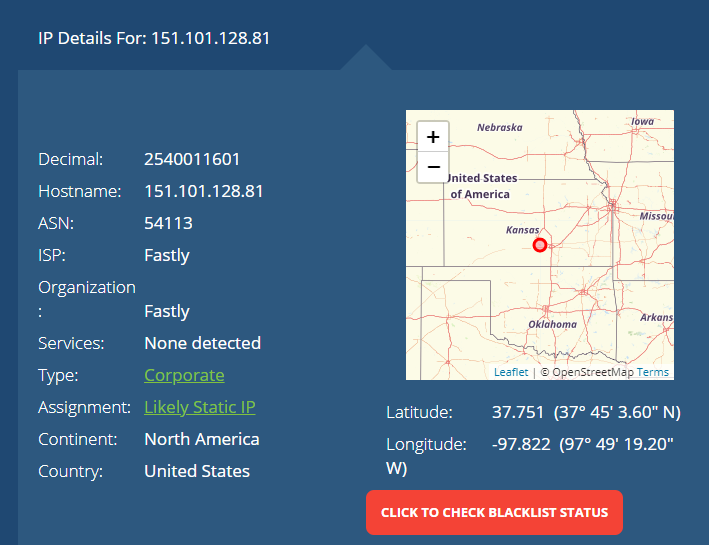 IP Details For: 151.101.128.81
Decimal: 2540011601
Hostname: 151.101.128.81
ASN: 54113
ISP: Fastly
Organization
: Fastly
Services: None detected
Type: Corporate
Assignment: Likely Static IP
Continent: North America
Country: United States
+
−
Nebraska
Iowa
United States
of America
Missou
Kansas
Oklahoma
Arkans
Leaflet | © OpenStreetMap Terms
Latitude: 37.751 (37° 45' 3.60" N)
Longitude: -97.822 (97° 49' 19.20"
W)
CLICK TO CHECK BLACKLIST STATUS